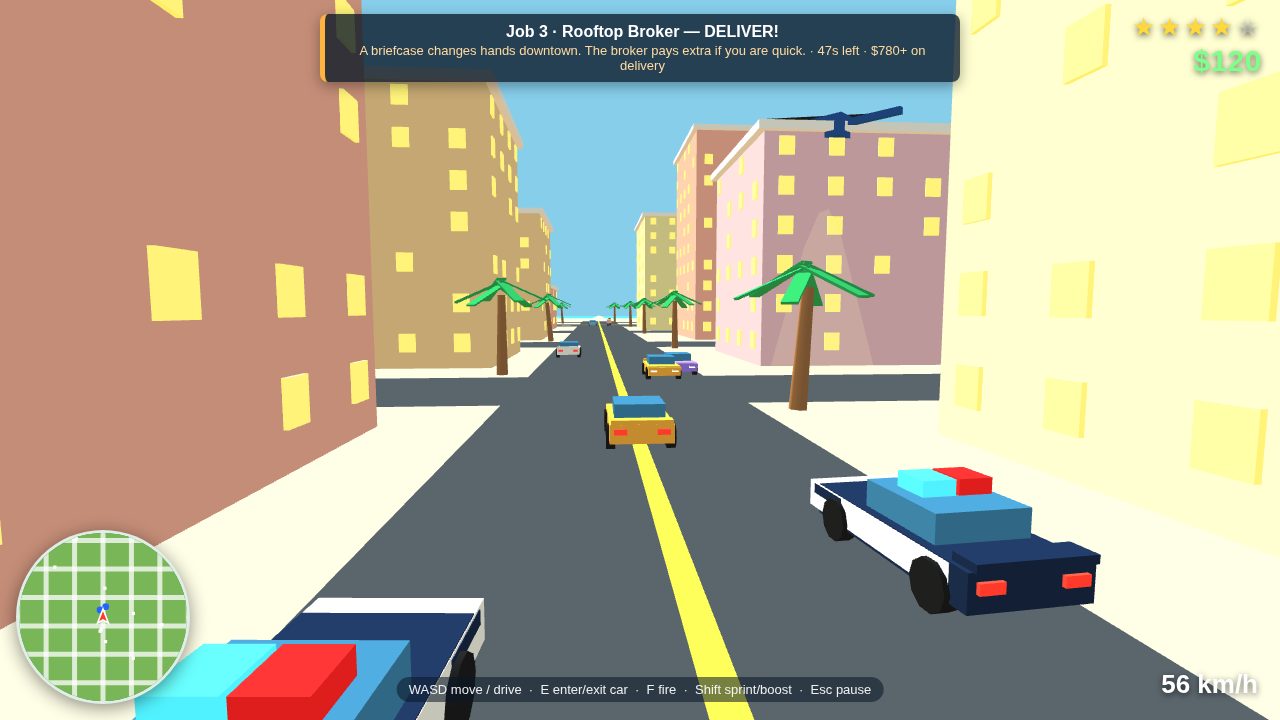 Job 3 · Rooftop Broker — DELIVER!
A briefcase changes hands downtown. The broker pays extra if you are quick. · 47s left · $780+ on
delivery
$120
WASD move / drive · E enter/exit car · F fire · Shift sprint/boost · Esc pause
56 km/h